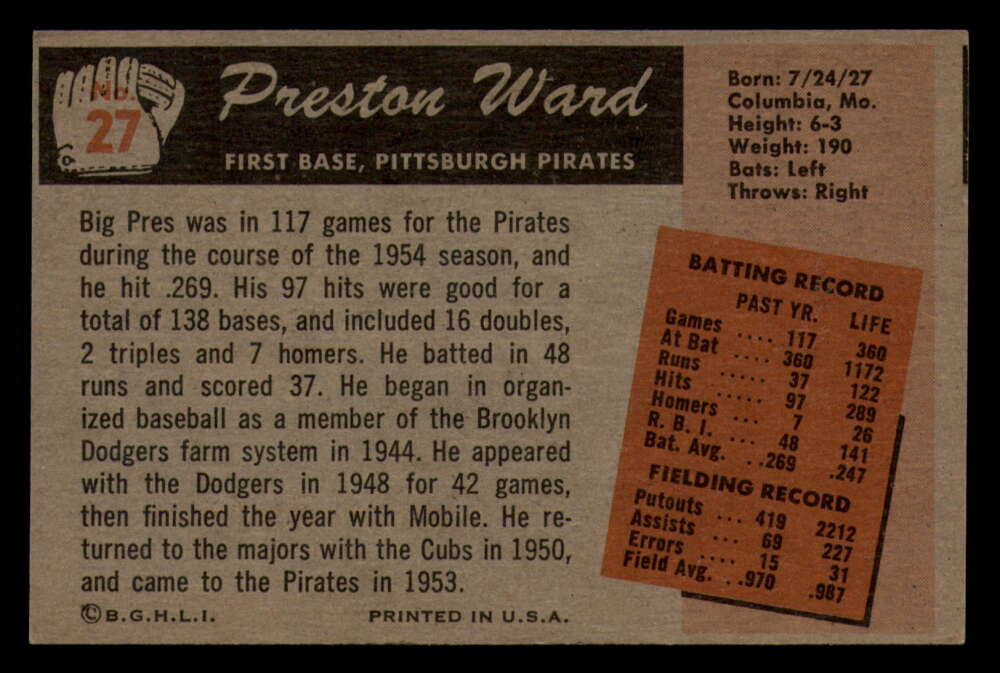 No.
27
Preston Ward
FIRST BASE, PITTSBURGH PIRATES
Born: 7/24/27
Columbia, Mo.
Height: 6-3
Weight: 190
Bats: Left
Throws: Right
Big Pres was in 117 games for the Pirates
during the course of the 1954 season, and
he hit .269. His 97 hits were good for a
total of 138 bases, and included 16 doubles,
2 triples and 7 homers. He batted in 48
runs and scored 37. He began in organ-
ized baseball as a member of the Brooklyn
Dodgers farm system in 1944. He appeared
with the Dodgers in 1948 for 42 games,
then finished the year with Mobile. He re-
turned to the majors with the Cubs in 1950,
and came to the Pirates in 1953.
BATTING RECORD
PAST YR. LIFE
Games .... 117 360
At Bat .... 360 1172
Runs ..... 37 122
Hits ..... 97 289
Homers ... 7 26
R. B. I. ... 48 141
Bat. Avg. ..269 .247
FIELDING RECORD
Putouts ... 419 2212
Assists ... 69 227
Errors .... 15 31
Field Avg. ..970 .987
© B.G.H.L.I. PRINTED IN U.S.A.